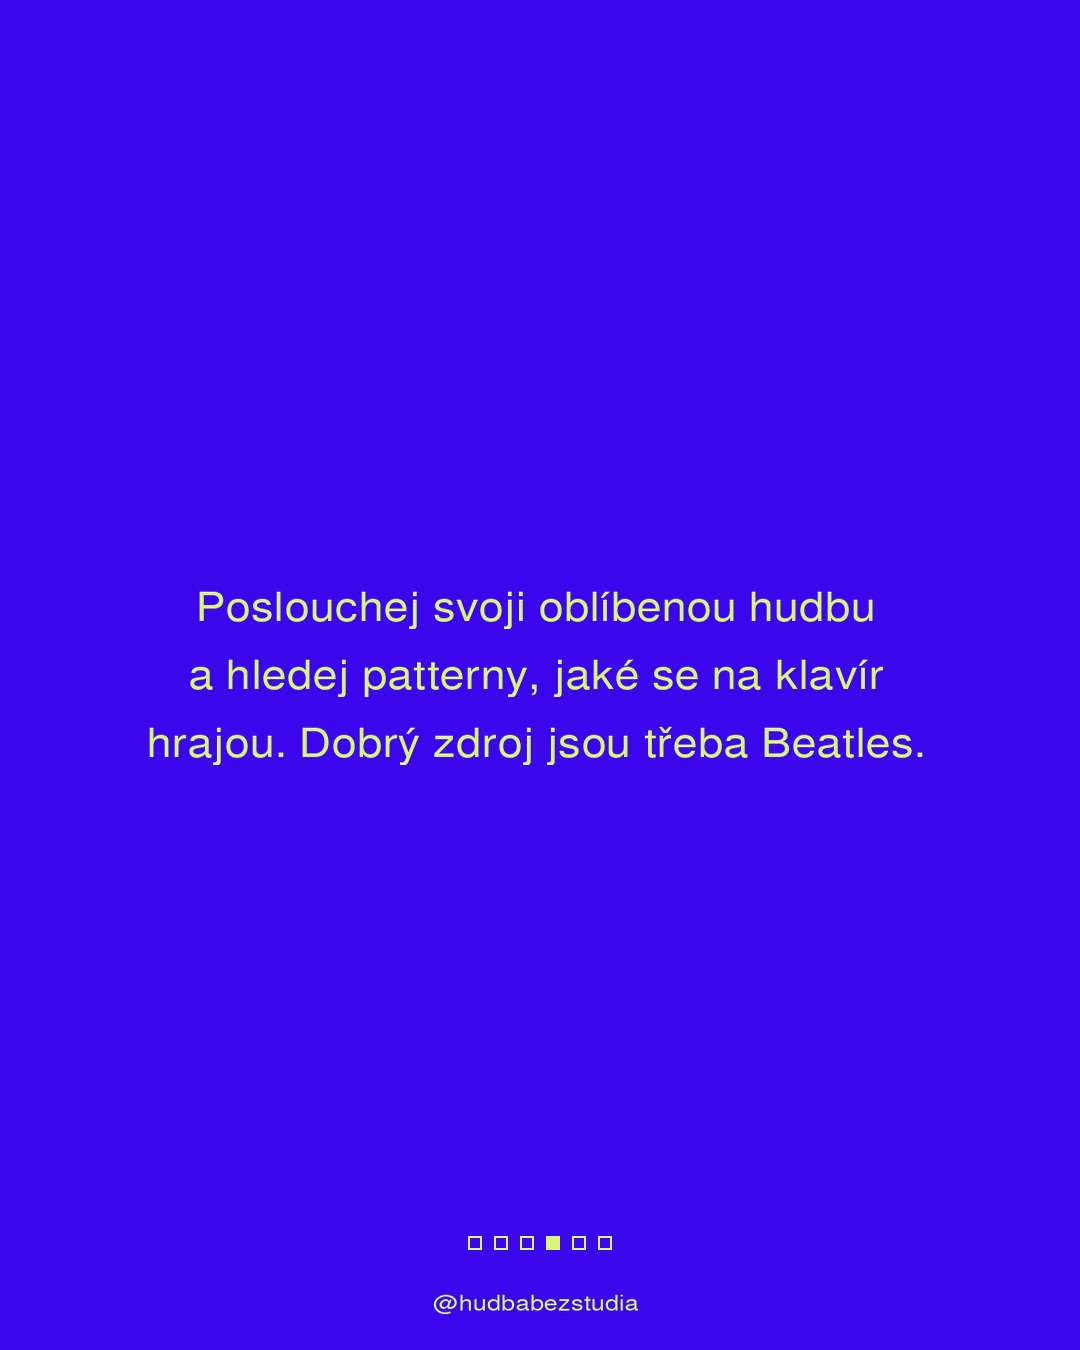 Poslouchej svoji oblíbenou hudbu
a hledej patterny, jaké se na klavír
hrajou. Dobrý zdroj jsou třeba Beatles.
@hudbabezstudia